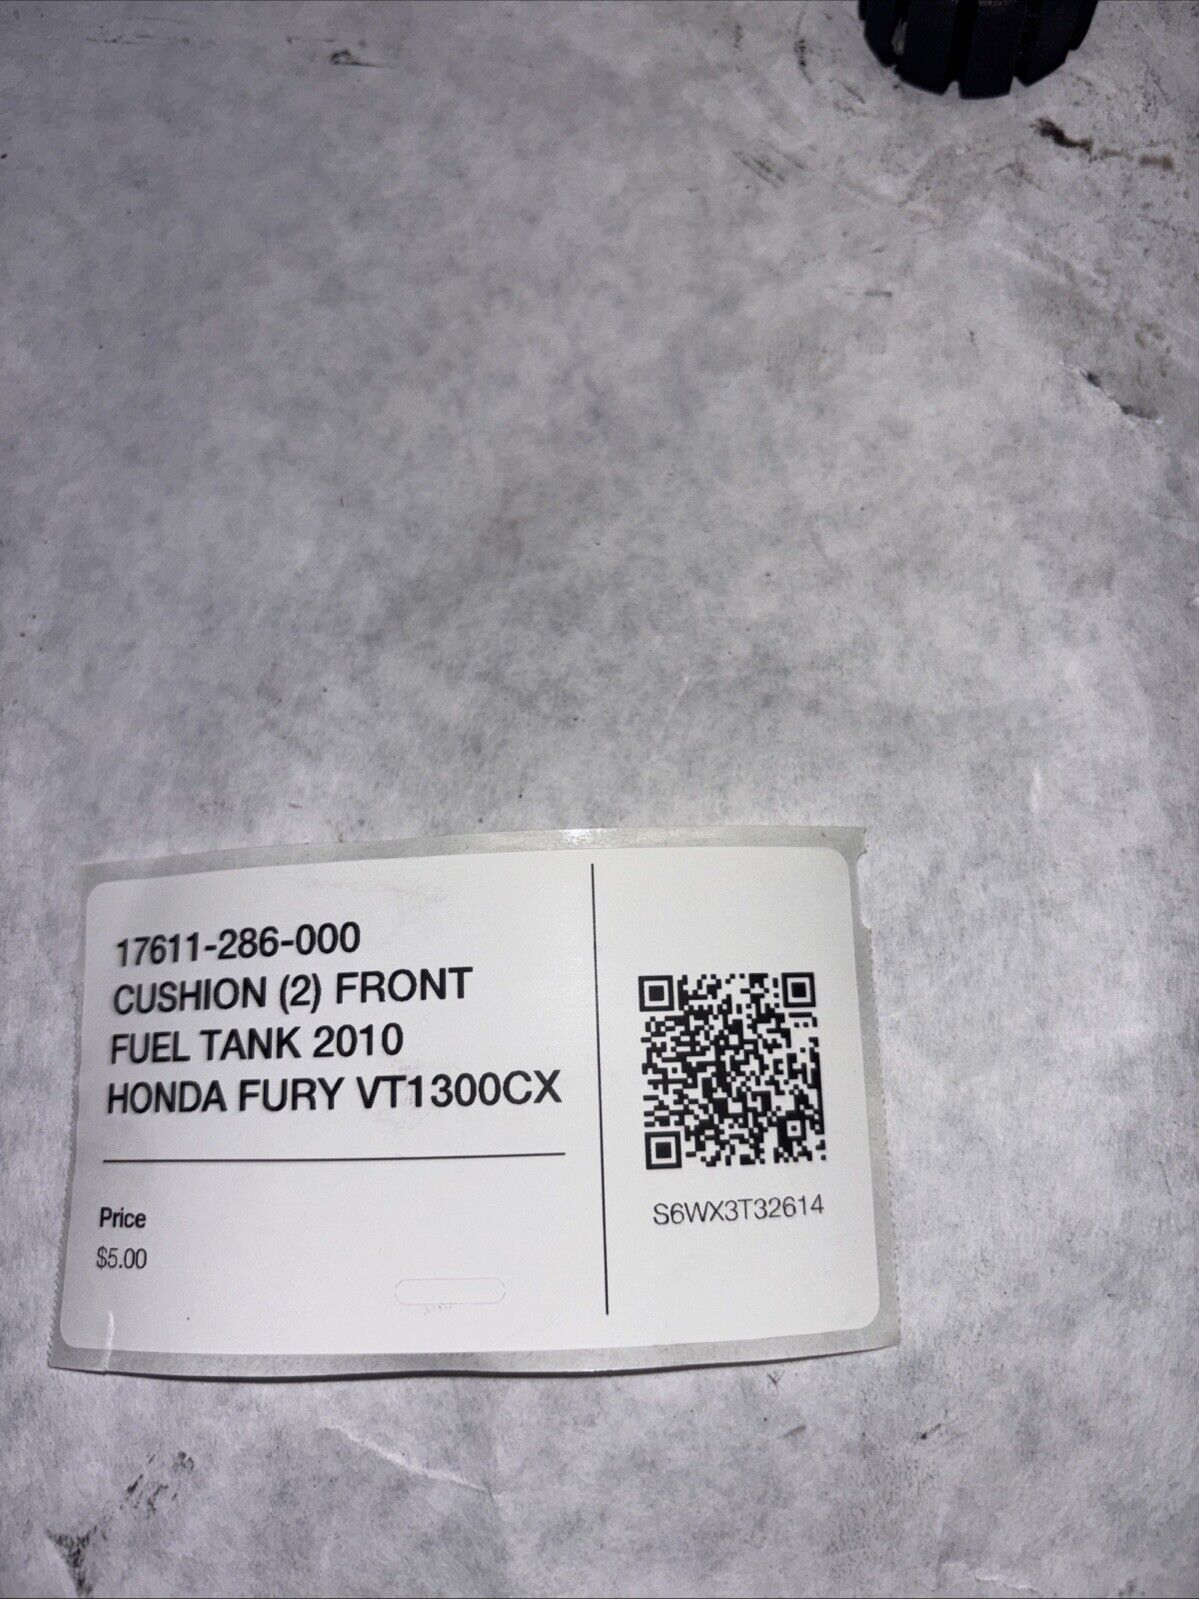 17611-286-000
CUSHION (2) FRONT
FUEL TANK 2010
HONDA FURY VT1300CX
Price
$5.00
S6WX3T32614